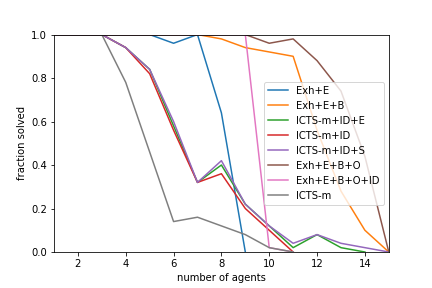 1.0
0.8
0.6
0.4
0.2
0.0
fraction solved
2 4 6 8 10 12 14
number of agents
Exh+E
Exh+E+B
ICTS-m+ID+E
ICTS-m+ID
ICTS-m+ID+S
Exh+E+B+O
Exh+E+B+O+ID
ICTS-m